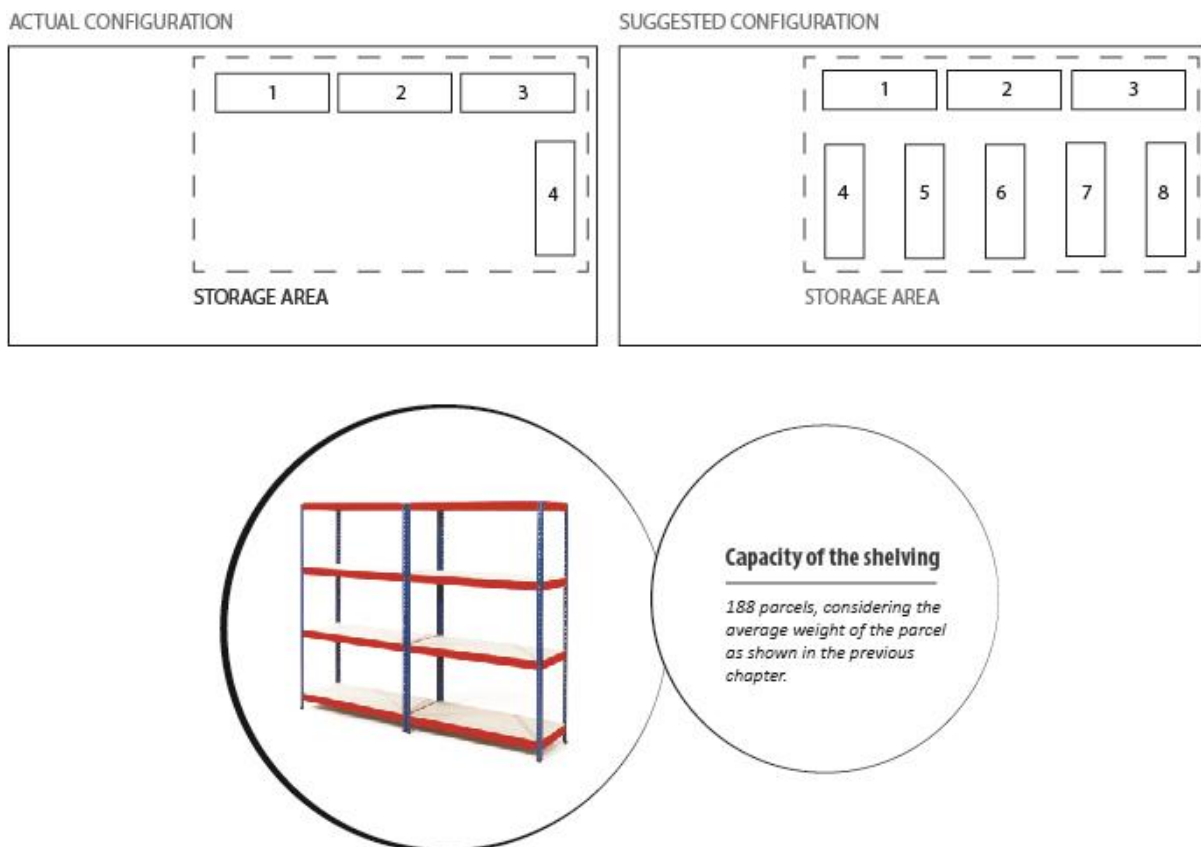 ACTUAL CONFIGURATION
1
2
3
4
STORAGE AREA
SUGGESTED CONFIGURATION
1
2
3
4
5
6
7
8
STORAGE AREA
Capacity of the shelving
188 parcels, considering the
average weight of the parcel
as shown in the previous
chapter.